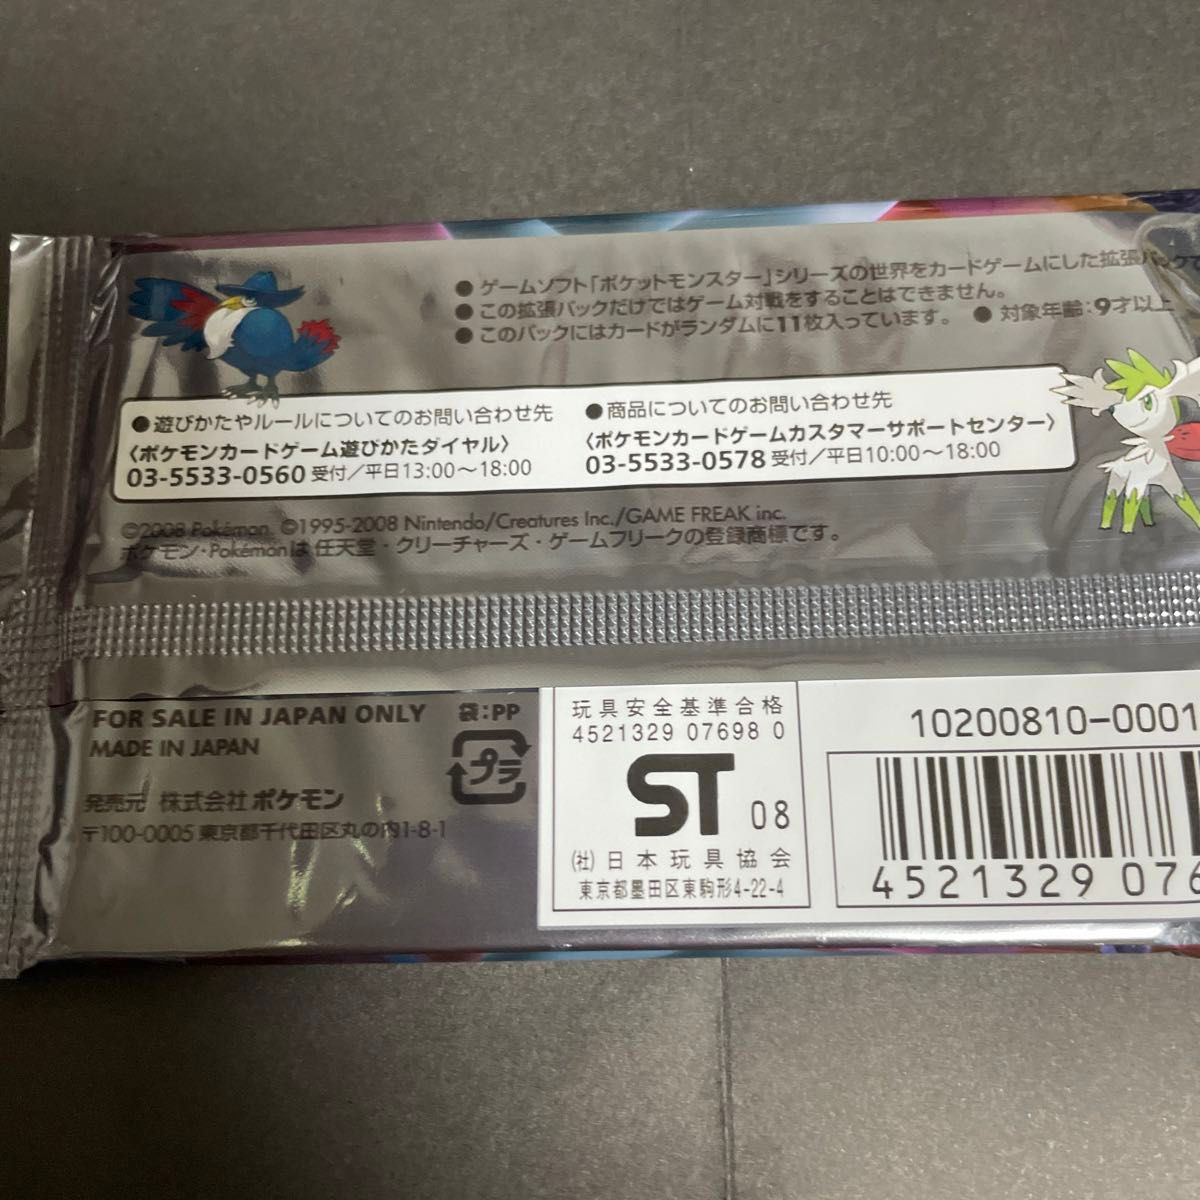 ●ゲームソフト「ポケットモンスター」シリーズの世界をカードゲームにした拡張パックで
●この拡張パックだけではゲーム対戦をすることはできません。
●このパックにはカードがランダムに11枚入っています。 ●対象年齢:9才以上
●遊びかたやルールについてのお問い合わせ先
〈ポケモンカードゲーム遊びかたダイヤル〉
03-5533-0560 受付/平日13:00〜18:00
●商品についてのお問い合わせ先
〈ポケモンカードゲームカスタマーサポートセンター〉
03-5533-0578 受付/平日10:00〜18:00
©2008 Pokémon. ©1995-2008 Nintendo/Creatures Inc./GAME FREAK inc.
ポケモン・Pokémonは 任天堂・クリーチャーズ・ゲームフリークの登録商標です。
FOR SALE IN JAPAN ONLY
MADE IN JAPAN
袋:PP
プラ
発売元 株式会社 ポケモン
〒100-0005 東京都千代田区丸の内1-8-1
玩具安全基準合格
4521329 07698 0
ST 08
(社)日本玩具協会
東京都墨田区東駒形4-22-4
10200810-0001
4521329 076